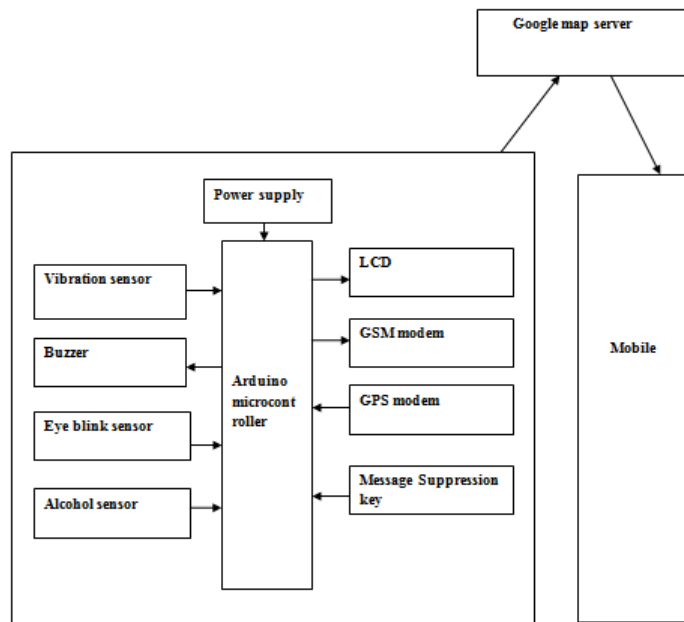 Google map server
Power supply
Vibration sensor
LCD
Buzzer
GSM modem
Arduino
microcont
roller
Mobile
Eye blink sensor
GPS modem
Alcohol sensor
Message Suppression
key